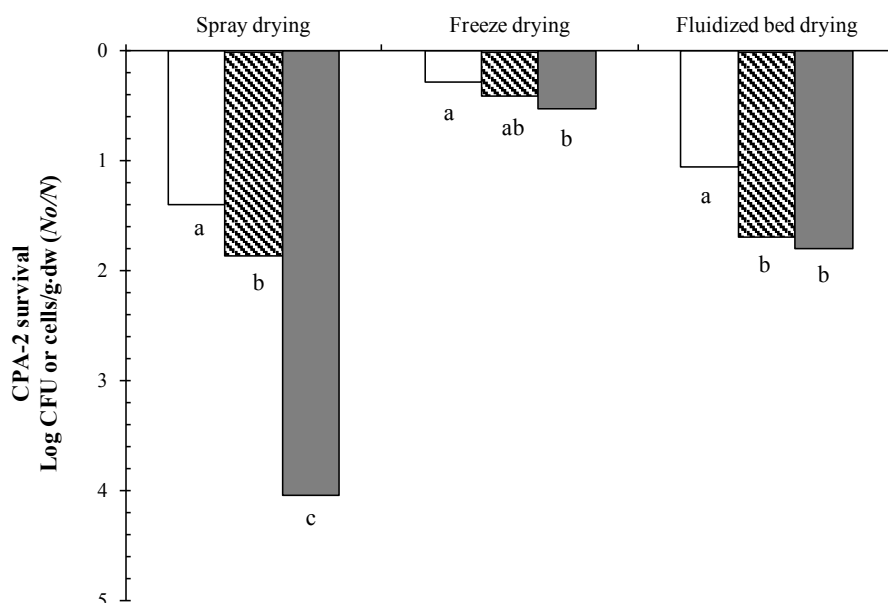 Spray drying
Freeze drying
Fluidized bed drying
0
1
2
3
4
5
CPA-2 survival
Log CFU or cells/g·dw (No/N)
a
b
c
a
ab
b
a
b
b